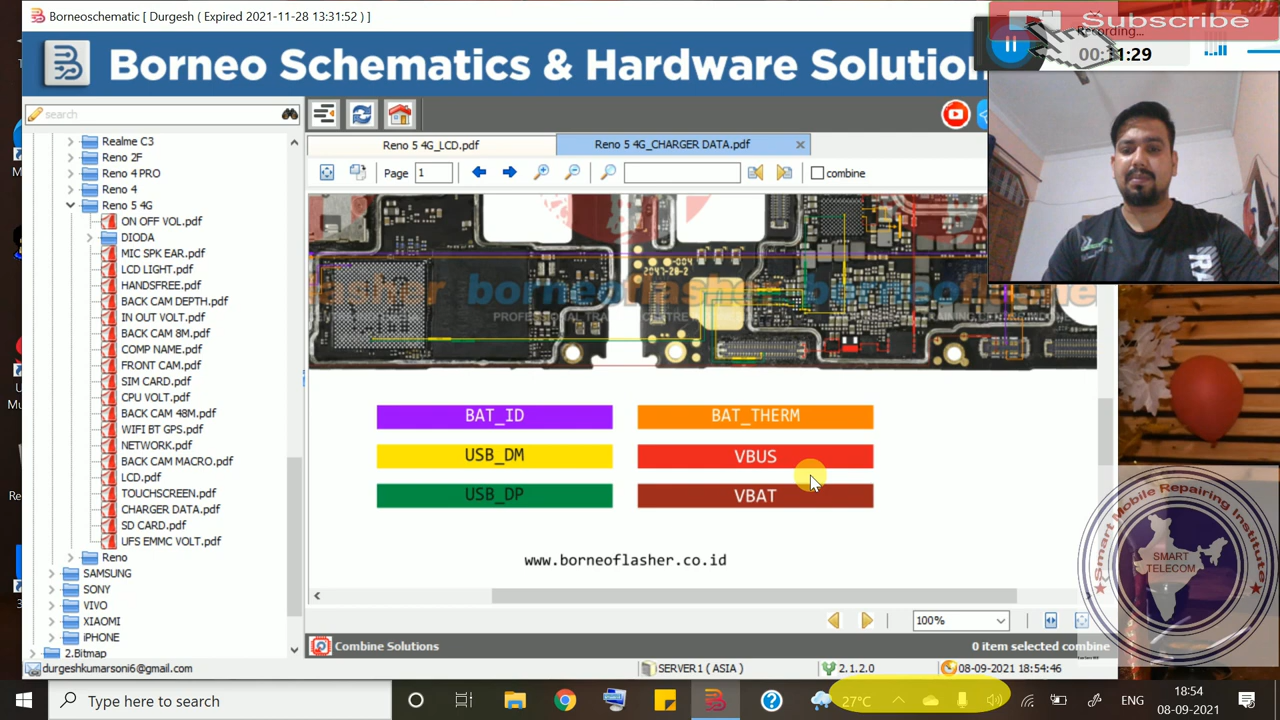 Borneoschematic [ Durgesh ( Expired 2021-11-28 13:31:52 ) ]
Subscribe
Recording...
00:11:29
Borneo Schematics & Hardware Solution
search
Realme C3
Reno 2F
Reno 4 PRO
Reno 4
Reno 5 4G
ON OFF VOL.pdf
DIODA
MIC SPK EAR.pdf
LCD LIGHT.pdf
HANDSFREE.pdf
BACK CAM DEPTH.pdf
IN OUT VOLT.pdf
BACK CAM 8M.pdf
COMP NAME.pdf
FRONT CAM.pdf
SIM CARD.pdf
CPU VOLT.pdf
BACK CAM 48M.pdf
WIFI BT GPS.pdf
NETWORK.pdf
BACK CAM MACRO.pdf
LCD.pdf
TOUCHSCREEN.pdf
CHARGER DATA.pdf
SD CARD.pdf
UFS EMMC VOLT.pdf
Reno
SAMSUNG
SONY
VIVO
XIAOMI
iPHONE
2.Bitmap
Reno 5 4G_LCD.pdf
Reno 5 4G_CHARGER DATA.pdf
Page 1
combine
borneoflasher
BAT_ID
BAT_THERM
USB_DM
VBUS
USB_DP
VBAT
www.borneoflasher.co.id
100%
Combine Solutions
0 item selected combine
durgeshkumarsoni6@gmail.com
SERVER1 ( ASIA )
2.1.2.0
08-09-2021 18:54:46
Smart Mobile Repairing Institute
SMART
TELECOM
Type here to search
27°C
ENG
18:54
08-09-2021